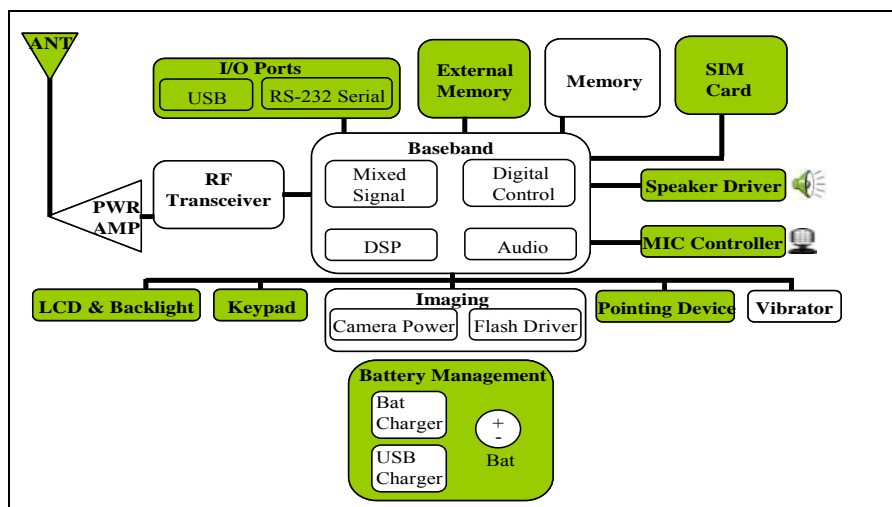 ANT
I/O Ports
USB
RS-232 Serial
External
Memory
Memory
SIM
Card
Baseband
Mixed
Signal
Digital
Control
DSP
Audio
RF
Transceiver
PWR
AMP
Speaker Driver
MIC Controller
LCD & Backlight
Keypad
Imaging
Camera Power
Flash Driver
Pointing Device
Vibrator
Battery Management
Bat
Charger
USB
Charger
+
-
Bat